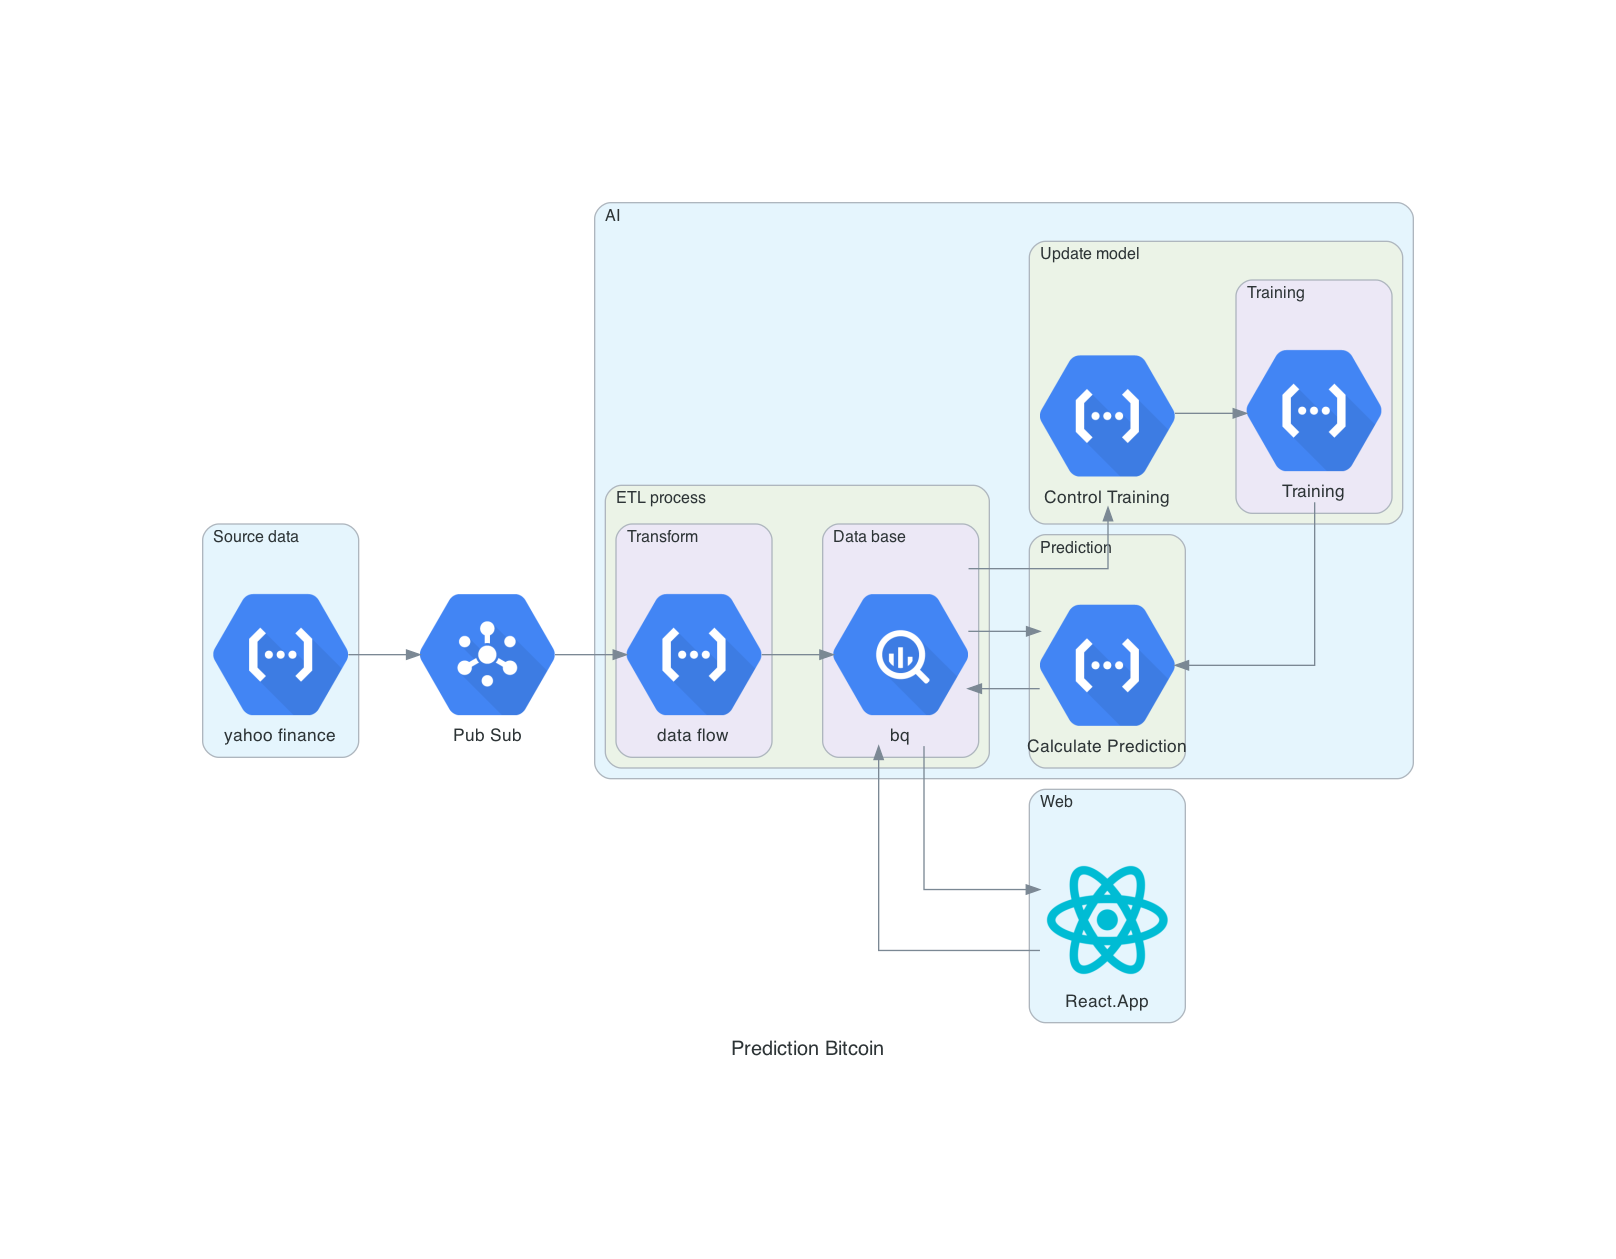 AI
Update model
Training
Control Training
Training
ETL process
Source data
Transform
Data base
Prediction
yahoo finance
Pub Sub
data flow
bq
Calculate Prediction
Web
React.App
Prediction Bitcoin